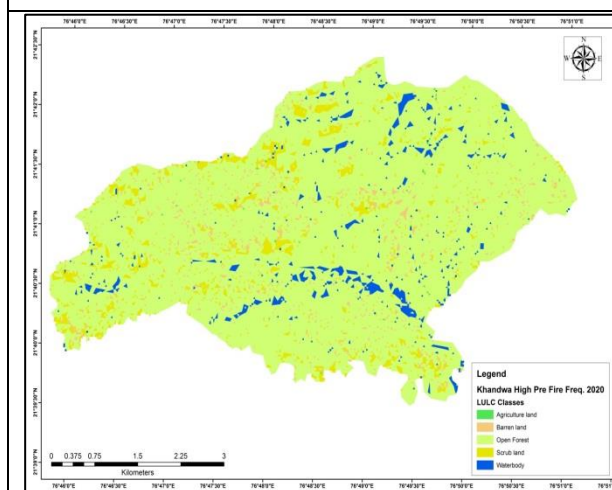 76°46'0"E 76°46'30"E 76°47'0"E 76°47'30"E 76°48'0"E 76°48'30"E 76°49'0"E 76°49'30"E 76°50'0"E 76°50'30"E 76°51'0"E
N
W E
S
Legend
Khandwa High Pre Fire Freq. 2020
LULC Classes
Agriculture land
Barren land
Open Forest
Scrub land
Waterbody
0 0.375 0.75 1.5 2.25 3
Kilometers
76°46'0"E 76°46'30"E 76°47'0"E 76°47'30"E 76°48'0"E 76°48'30"E 76°49'0"E 76°49'30"E 76°50'0"E 76°50'30"E